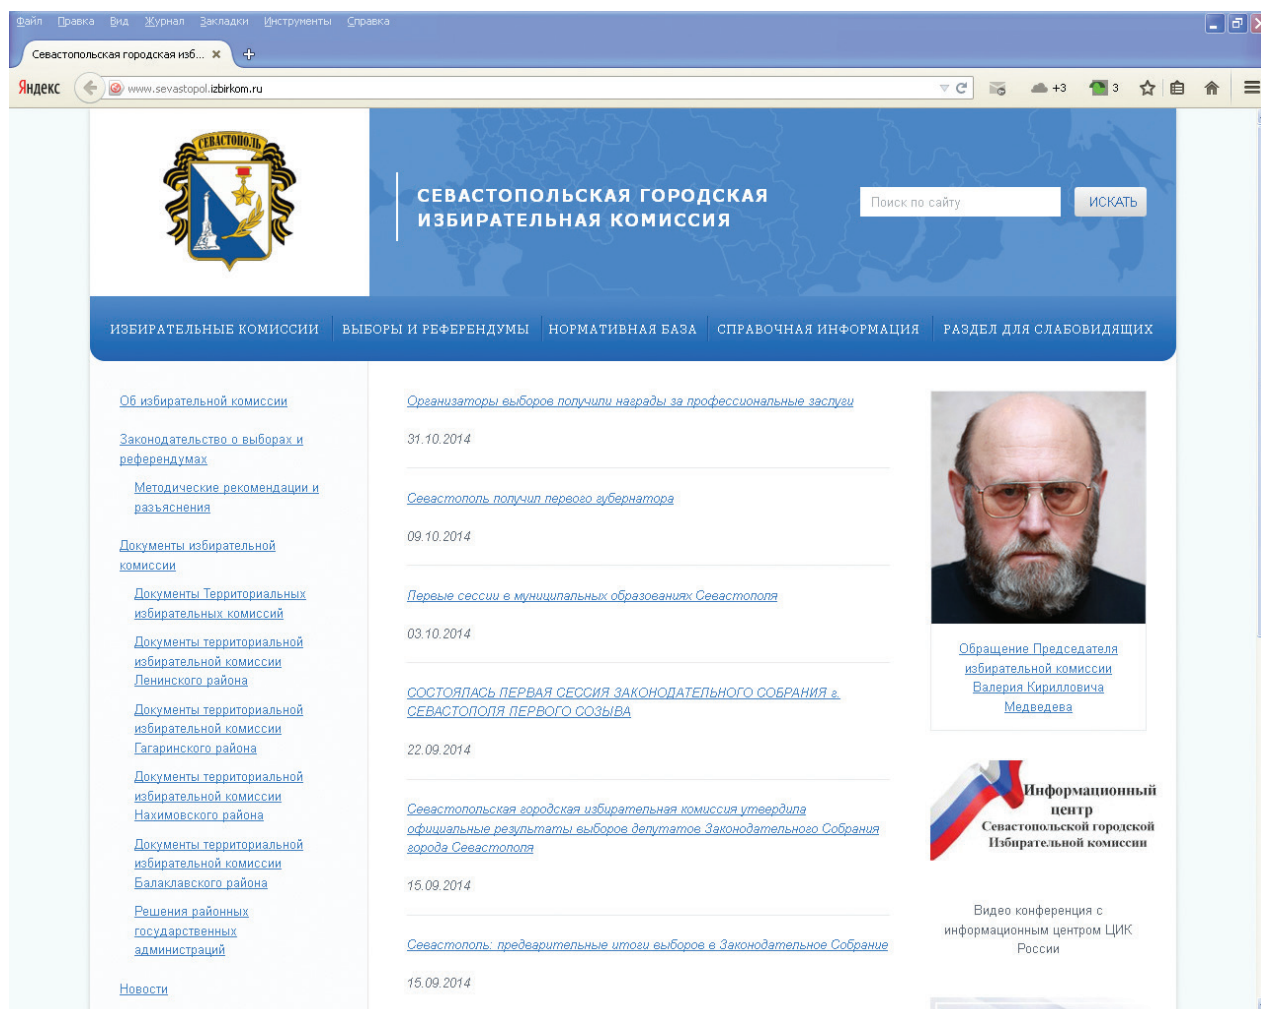 Файл Правка Вид Журнал Закладки Инструменты Справка
Севастопольская городская изб...
Яндекс www.sevastopol.izbirkom.ru +3 3
СЕВАСТОПОЛЬ
СЕВАСТОПОЛЬСКАЯ ГОРОДСКАЯ
ИЗБИРАТЕЛЬНАЯ КОМИССИЯ
Поиск по сайту ИСКАТЬ
ИЗБИРАТЕЛЬНЫЕ КОМИССИИ ВЫБОРЫ И РЕФЕРЕНДУМЫ НОРМАТИВНАЯ БАЗА СПРАВОЧНАЯ ИНФОРМАЦИЯ РАЗДЕЛ ДЛЯ СЛАБОВИДЯЩИХ
Об избирательной комиссии
Законодательство о выборах и
референдумах
Методические рекомендации и
разъяснения
Документы избирательной
комиссии
Документы Территориальных
избирательных комиссий
Документы территориальной
избирательной комиссии
Ленинского района
Документы территориальной
избирательной комиссии
Гагаринского района
Документы территориальной
избирательной комиссии
Нахимовского района
Документы территориальной
избирательной комиссии
Балаклавского района
Решения районных
государственных
администраций
Новости
Организаторы выборов получили награды за профессиональные заслуги
31.10.2014
Севастополь получил первого губернатора
09.10.2014
Первые сессии в муниципальных образованиях Севастополя
03.10.2014
СОСТОЯЛАСЬ ПЕРВАЯ СЕССИЯ ЗАКОНОДАТЕЛЬНОГО СОБРАНИЯ г.
СЕВАСТОПОЛЯ ПЕРВОГО СОЗЫВА
22.09.2014
Севастопольская городская избирательная комиссия утвердила
официальные результаты выборов депутатов Законодательного Собрания
города Севастополя
15.09.2014
Севастополь: предварительные итоги выборов в Законодательное Собрание
15.09.2014
Обращение Председателя
избирательной комиссии
Валерия Кирилловича
Медведева
Информационный
центр
Севастопольской городской
Избирательной комиссии
Видео конференция с
информационным центром ЦИК
России